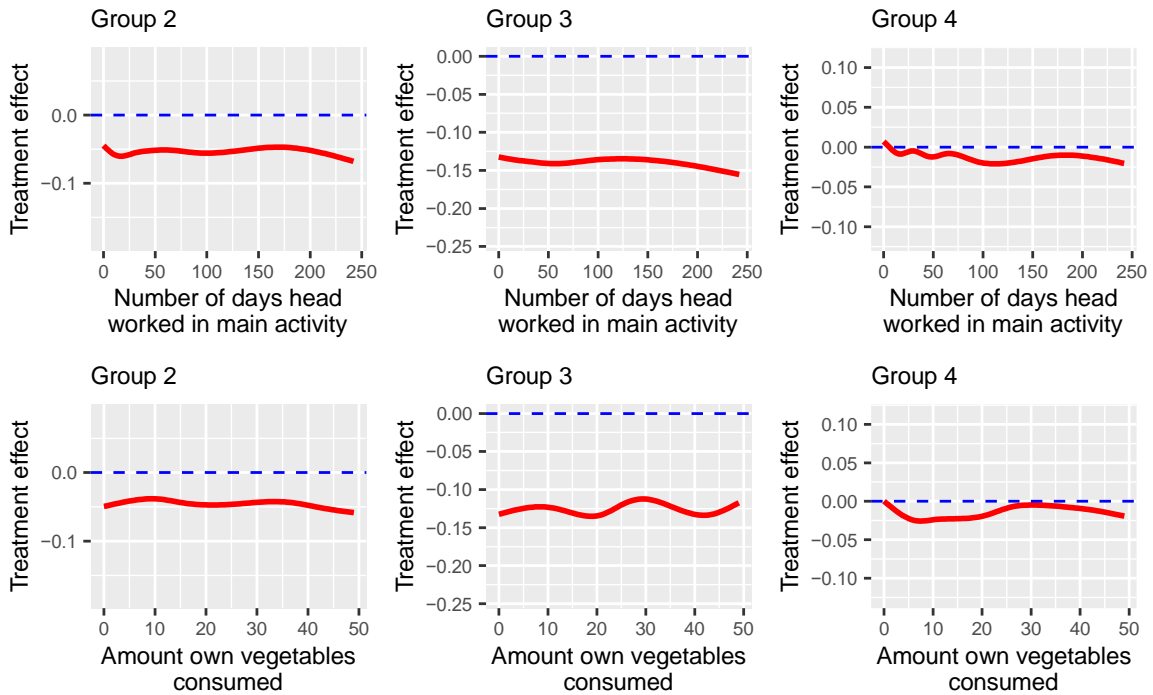 Group 2
Group 3
Group 4
Treatment effect
0.0
−0.1
0 50 100 150 200 250
Number of days head
worked in main activity
Treatment effect
0.00
−0.05
−0.10
−0.15
−0.20
−0.25
0 50 100 150 200 250
Number of days head
worked in main activity
Treatment effect
0.10
0.05
0.00
−0.05
−0.10
0 50 100 150 200 250
Number of days head
worked in main activity
Group 2
Group 3
Group 4
Treatment effect
0.0
−0.1
0 10 20 30 40 50
Amount own vegetables
consumed
Treatment effect
0.00
−0.05
−0.10
−0.15
−0.20
−0.25
0 10 20 30 40 50
Amount own vegetables
consumed
Treatment effect
0.10
0.05
0.00
−0.05
−0.10
0 10 20 30 40 50
Amount own vegetables
consumed